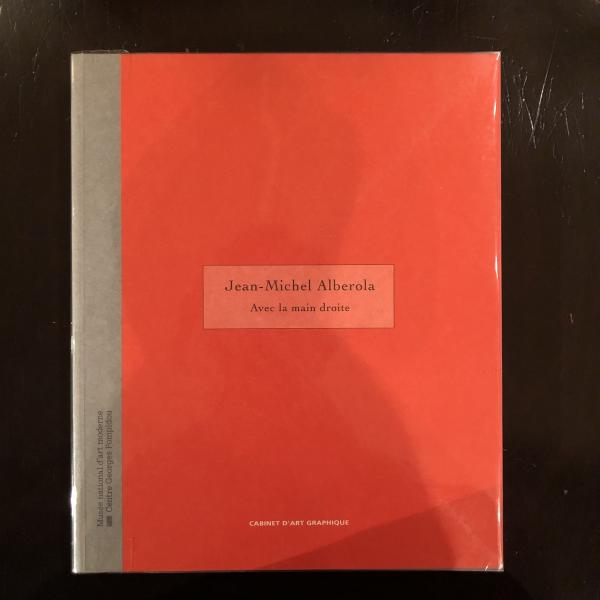 Jean-Michel Alberola
Avec la main droite
CABINET D'ART GRAPHIQUE
Musée national d'art moderne
Centre Georges Pompidou